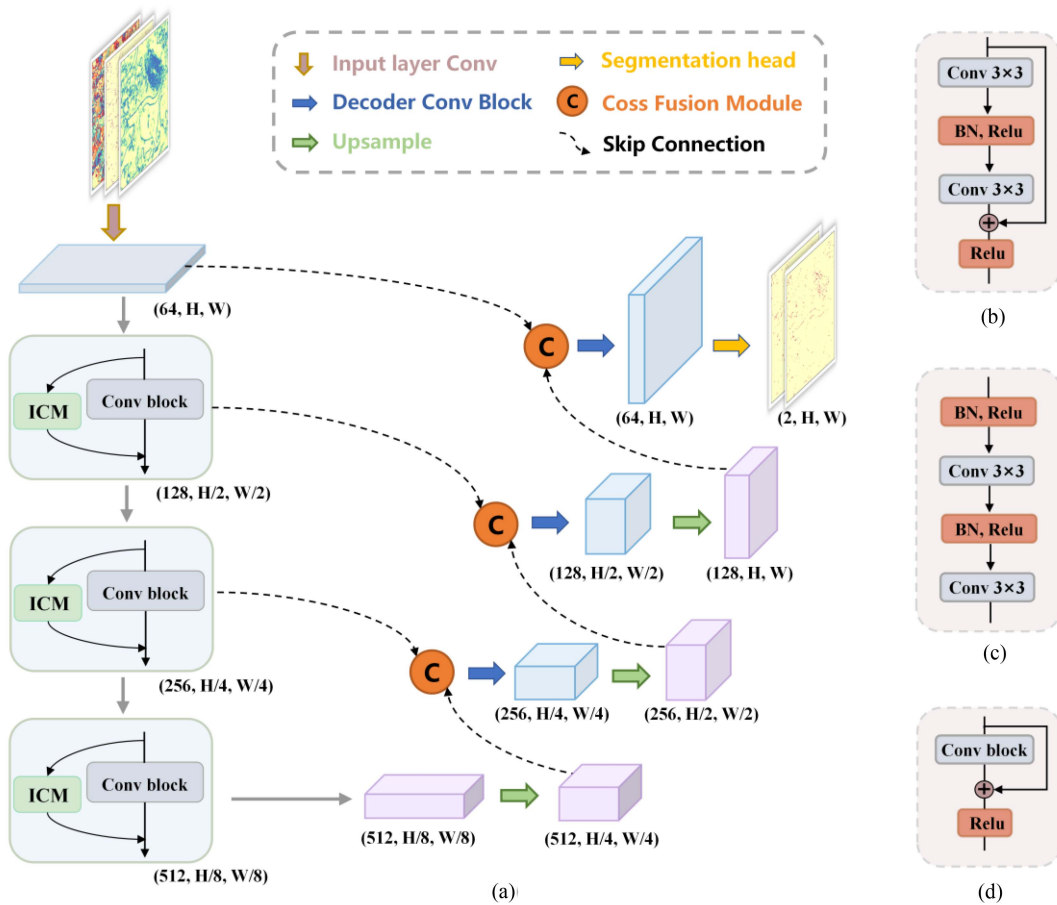 Input layer Conv
Segmentation head
Decoder Conv Block
C
Coss Fusion Module
Upsample
Skip Connection
(64, H, W)
ICM
Conv block
(128, H/2, W/2)
ICM
Conv block
(256, H/4, W/4)
ICM
Conv block
(512, H/8, W/8)
C
(64, H, W)
(2, H, W)
C
(128, H/2, W/2)
(128, H, W)
C
(256, H/4, W/4)
(256, H/2, W/2)
(512, H/8, W/8)
(512, H/4, W/4)
(a)
Conv 3×3
BN, Relu
Conv 3×3
+
Relu
(b)
BN, Relu
Conv 3×3
BN, Relu
Conv 3×3
(c)
Conv block
+
Relu
(d)